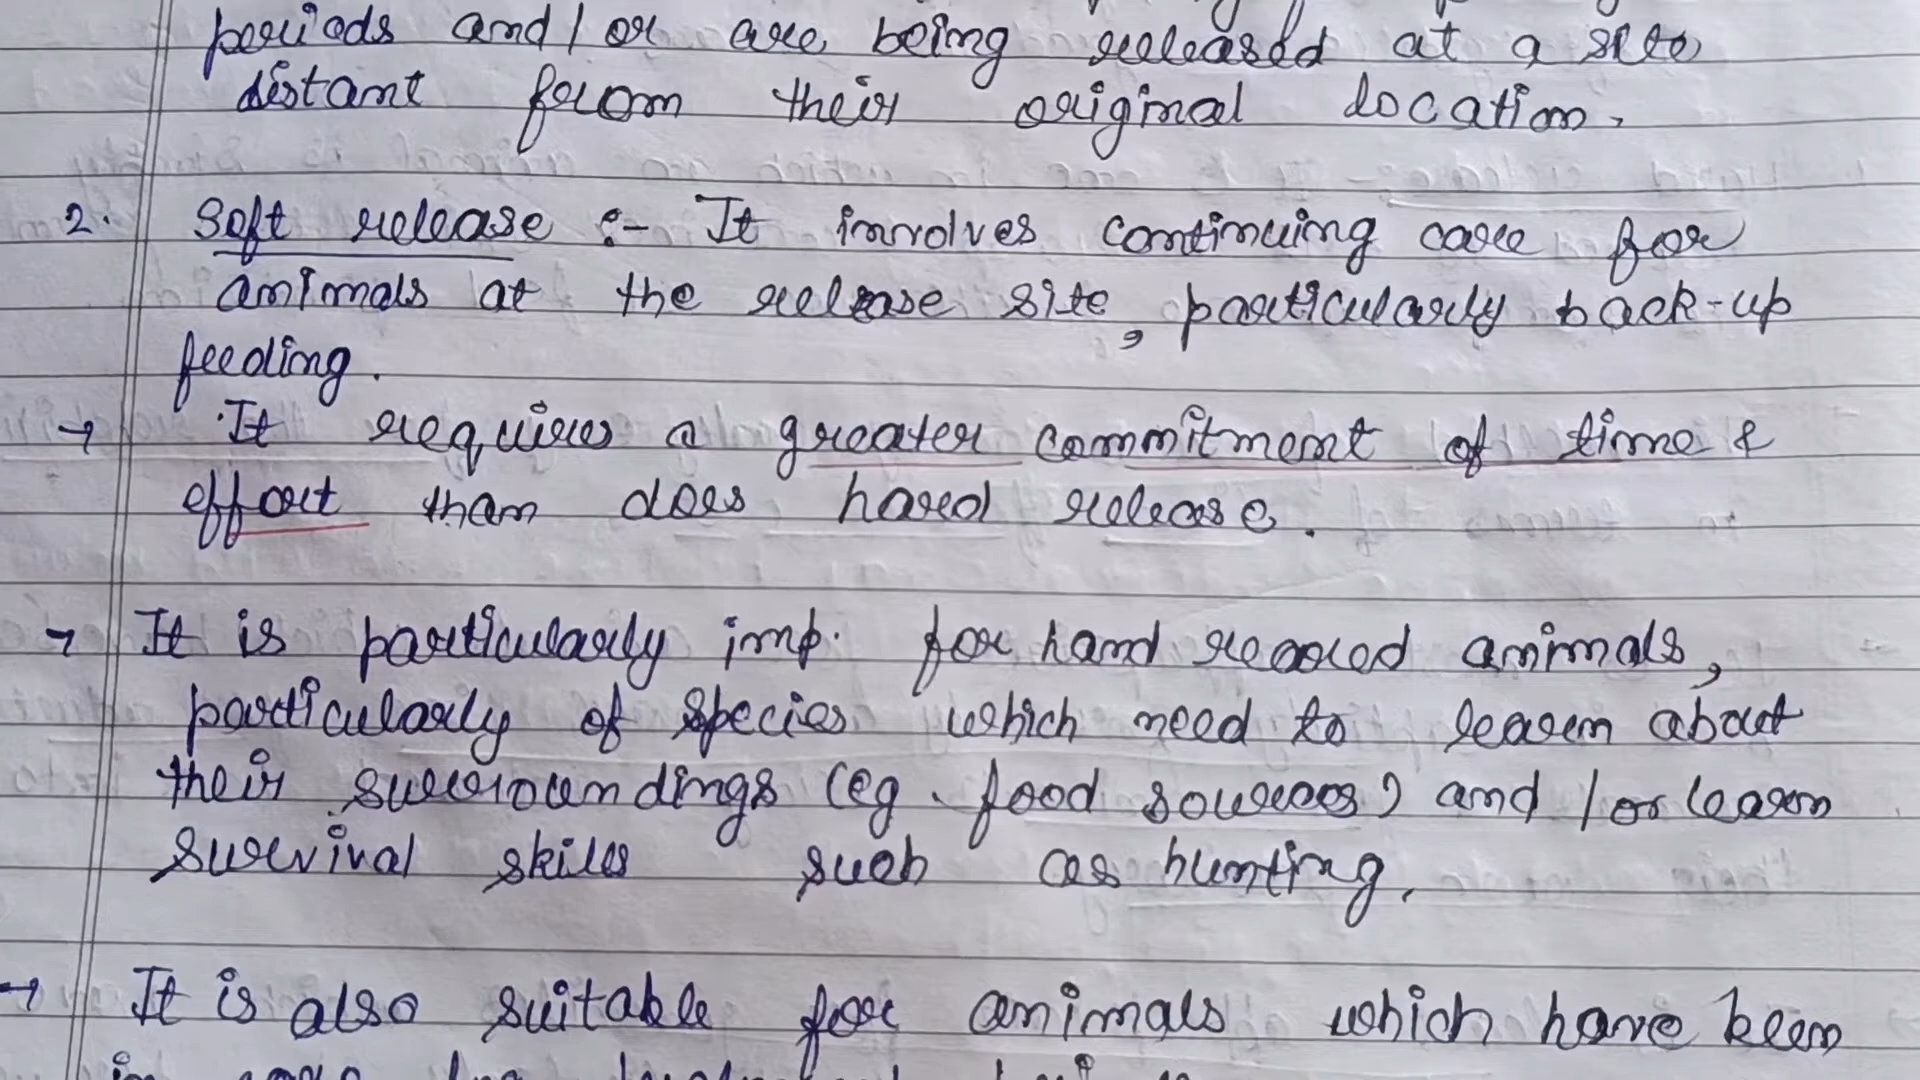 periods and/or are being released at a site
distant from their original location.
2. Soft release :- It involves continuing care for
animals at the release site, particularly back-up
feeding.
→ It requires a greater commitment of time &
effort than does hard release.
→ It is particularly imp. for hand reared animals,
particularly of species which need to learn about
their surroundings (eg. food sources) and/or learn
survival skills such as hunting.
→ It is also suitable for animals which have been
in